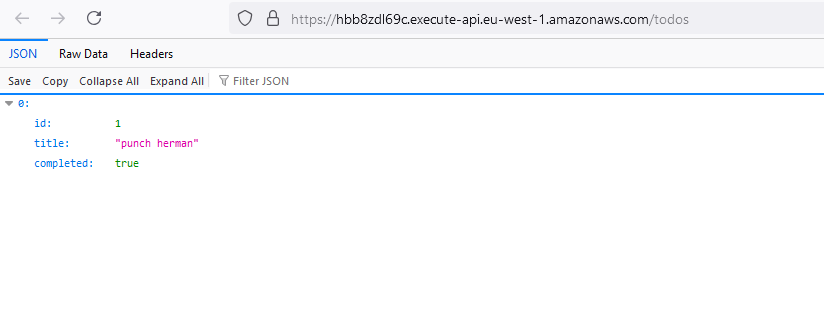 https://hbb8zdl69c.execute-api.eu-west-1.amazonaws.com/todos
JSON Raw Data Headers
Save Copy Collapse All Expand All Filter JSON
0:
id: 1
title: "punch herman"
completed: true